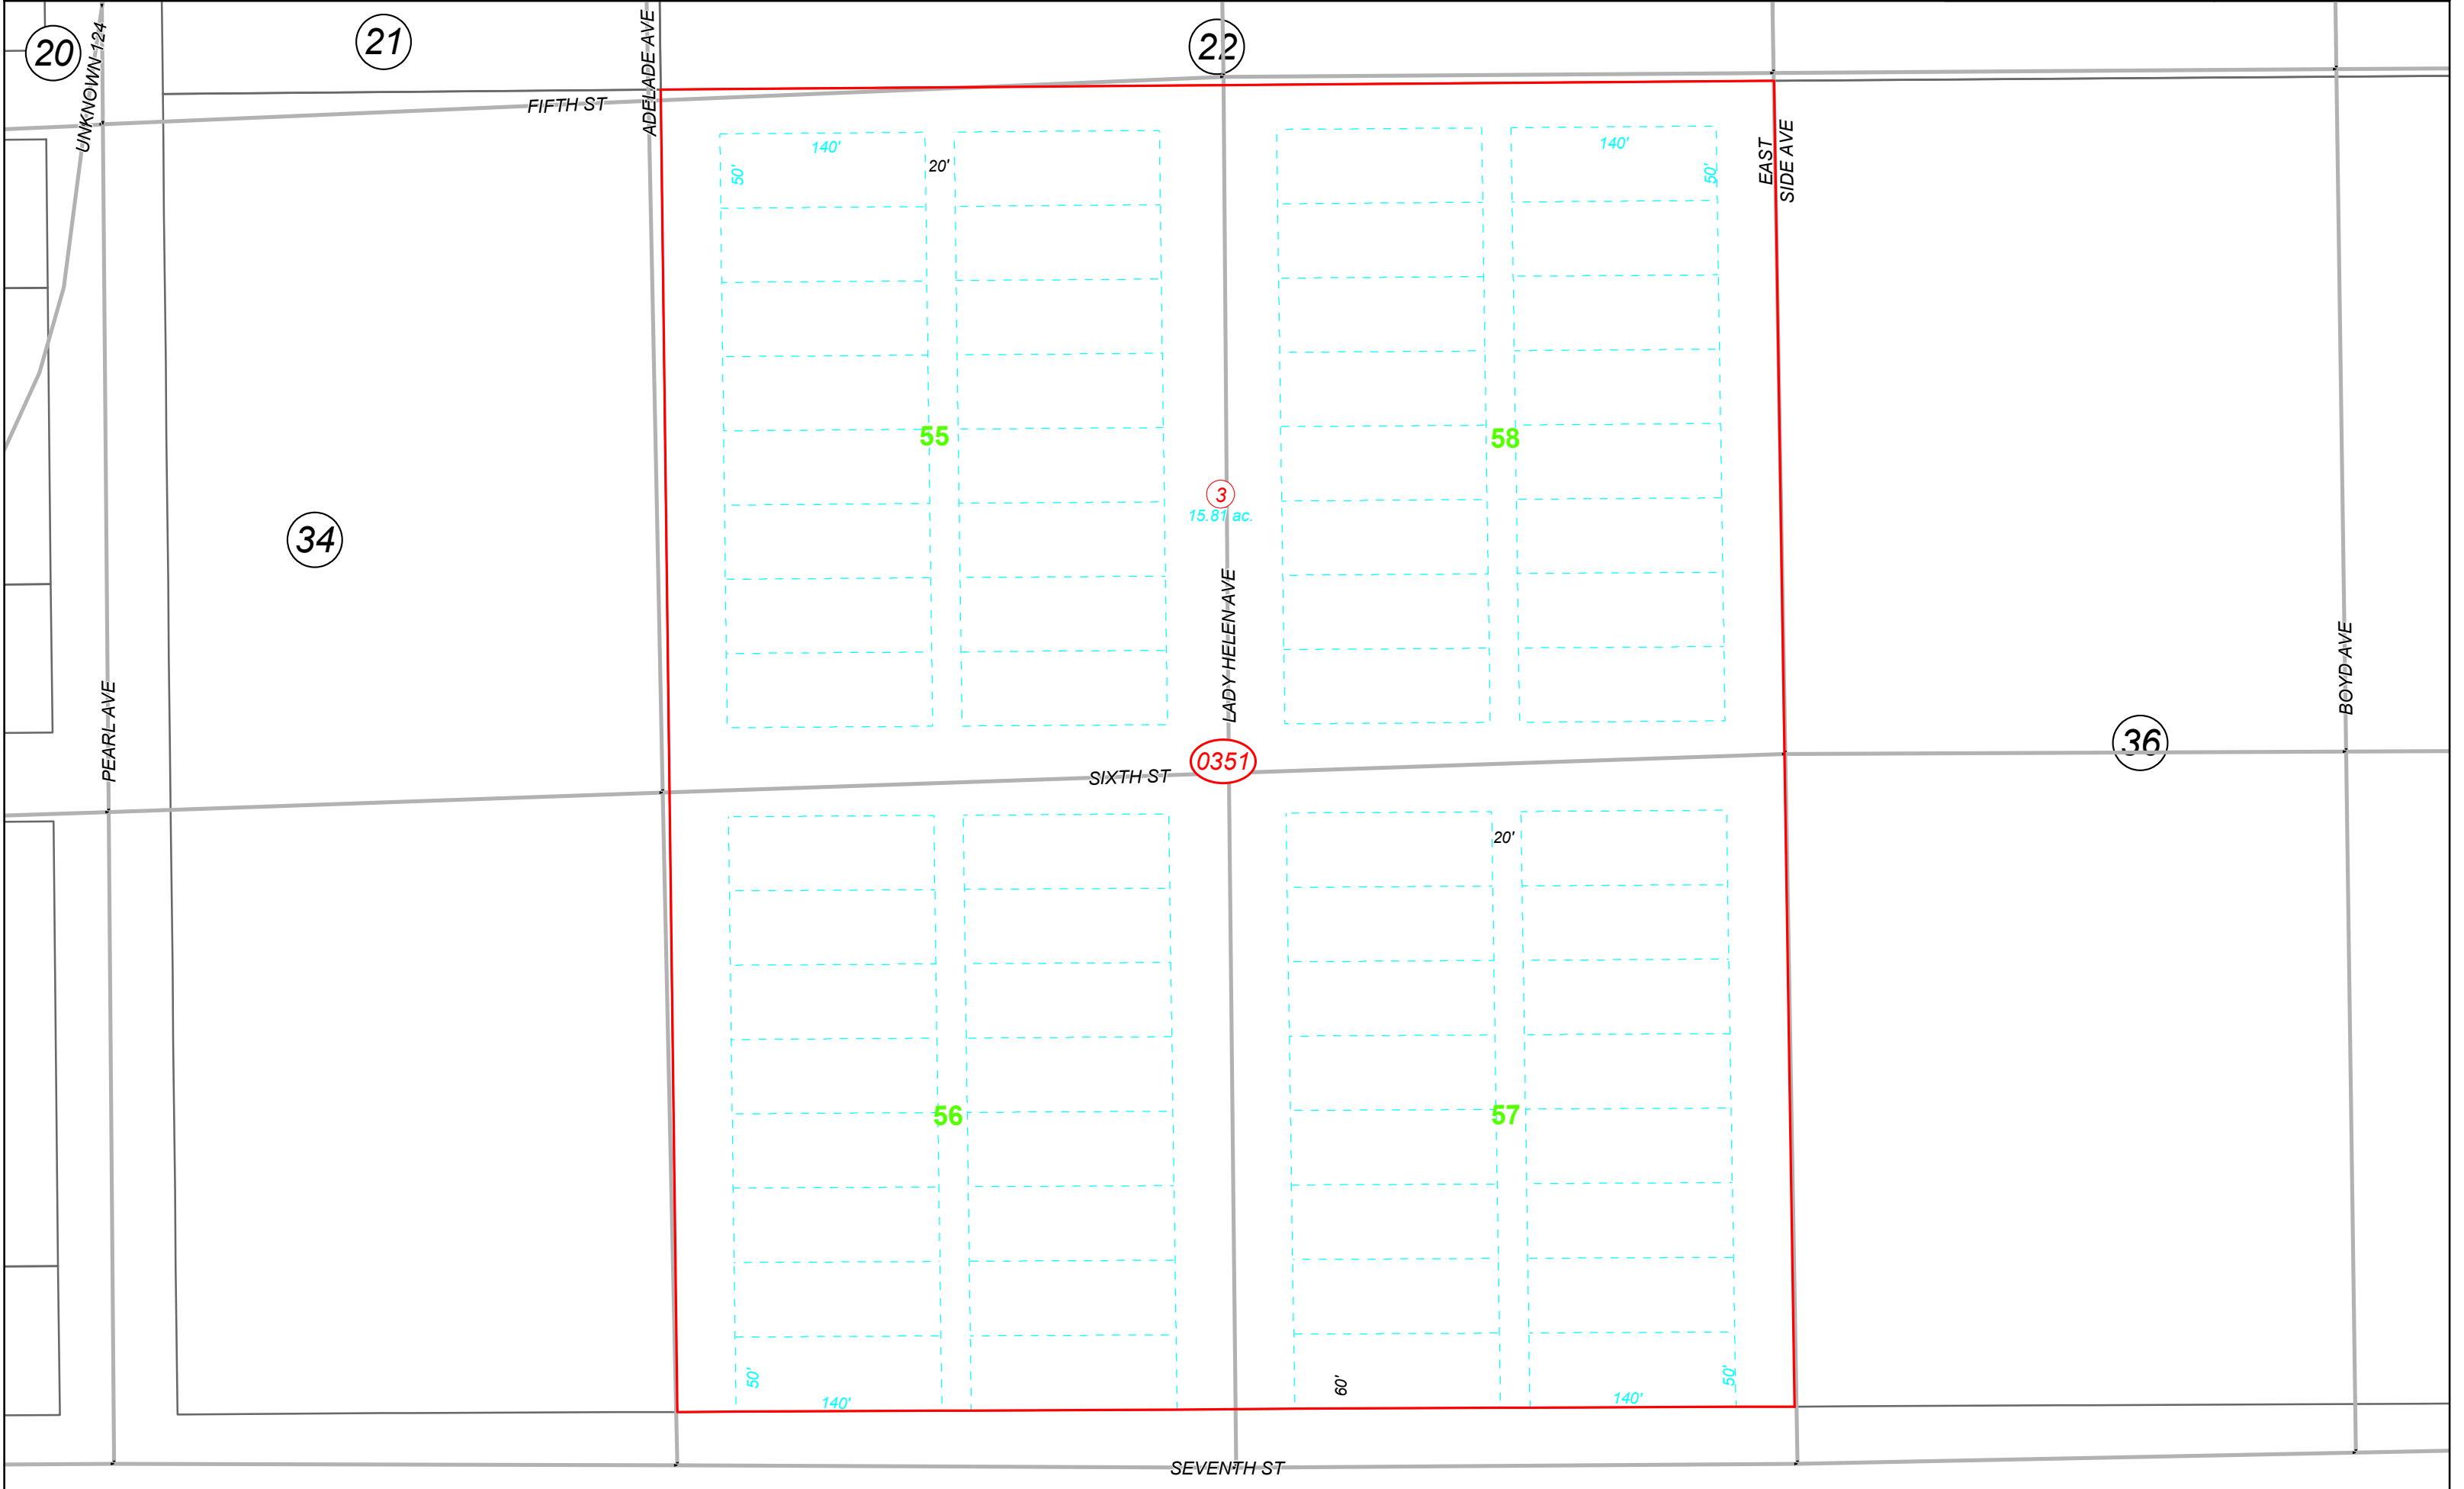 20
UNKNOWN-124
21
ADELADE AVE
22
FIFTH ST
EAST
SIDE AVE
140'
50'
20'
140'
50'
55
58
3
15.81 ac.
34
LADY HELEN AVE
PEARL AVE
BOYD AVE
36
0351
SIXTH ST
20'
56
57
50'
140'
60'
140'
50'
SEVENTH ST